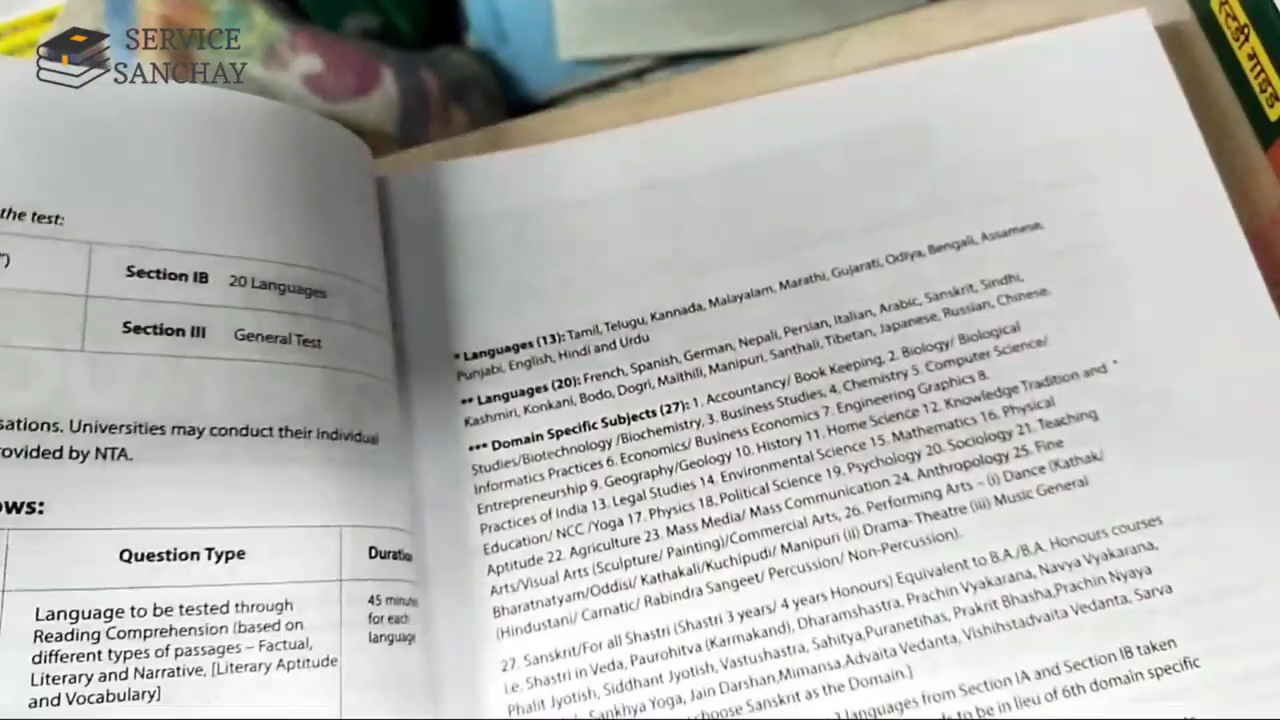 SERVICE
SANCHAY
स्टडी गाइड
the test:
")
Section IB 20 Languages
Section III General Test
sations. Universities may conduct their individual
rovided by NTA.
ows:
Question Type
Duratio
Language to be tested through
Reading Comprehension (based on
different types of passages – Factual,
Literary and Narrative, [Literary Aptitude
and Vocabulary]
45 minu
for each
language
* Languages (13): Tamil, Telugu, Kannada, Malayalam, Marathi, Gujarati, Odiya, Bengali, Assamese,
Punjabi, English, Hindi and Urdu
** Languages (20): French, Spanish, German, Nepali, Persian, Italian, Arabic, Sanskrit, Sindhi,
Kashmiri, Konkani, Bodo, Dogri, Maithili, Manipuri, Santhali, Tibetan, Japanese, Russian, Chinese.
*** Domain Specific Subjects (27): 1. Accountancy/ Book Keeping, 2. Biology/ Biological
Studies/Biotechnology /Biochemistry, 3. Business Studies, 4. Chemistry 5. Computer Science/
Informatics Practices 6. Economics/ Business Economics 7. Engineering Graphics 8.
Entrepreneurship 9. Geography/Geology 10. History 11. Home Science 12. Knowledge Tradition and
Practices of India 13. Legal Studies 14. Environmental Science 15. Mathematics 16. Physical
Education/ NCC /Yoga 17. Physics 18. Political Science 19. Psychology 20. Sociology 21. Teaching
Aptitude 22. Agriculture 23. Mass Media/ Mass Communication 24. Anthropology 25. Fine
Arts/Visual Arts (Sculpture/ Painting)/Commercial Arts, 26. Performing Arts – (i) Dance (Kathak/
Bharatnatyam/Oddisi/ Kathakali/Kuchipudi/ Manipuri (ii) Drama- Theatre (iii) Music General
(Hindustani/ Carnatic/ Rabindra Sangeet/ Percussion/ Non-Percussion).
27. Sanskrit/For all Shastri (Shastri 3 years/ 4 years Honours) Equivalent to B.A./B.A. Honours courses
i.e. Shastri in Veda, Paurohitva (Karmakand), Dharamshastra, Prachin Vyakarana, Navya Vyakarana,
Phalit Jyotish, Siddhant Jyotish, Vastushastra, Sahitya,Puranetihas, Prakrit Bhasha,Prachin Nyaya
Sankhya Yoga, Jain Darshan,Mimansa,Advaita Vedanta, Vishihstadvaita Vedanta, Sarva
choose Sanskrit as the Domain.]
languages from Section IA and Section IB taken
to be in lieu of 6th domain specific